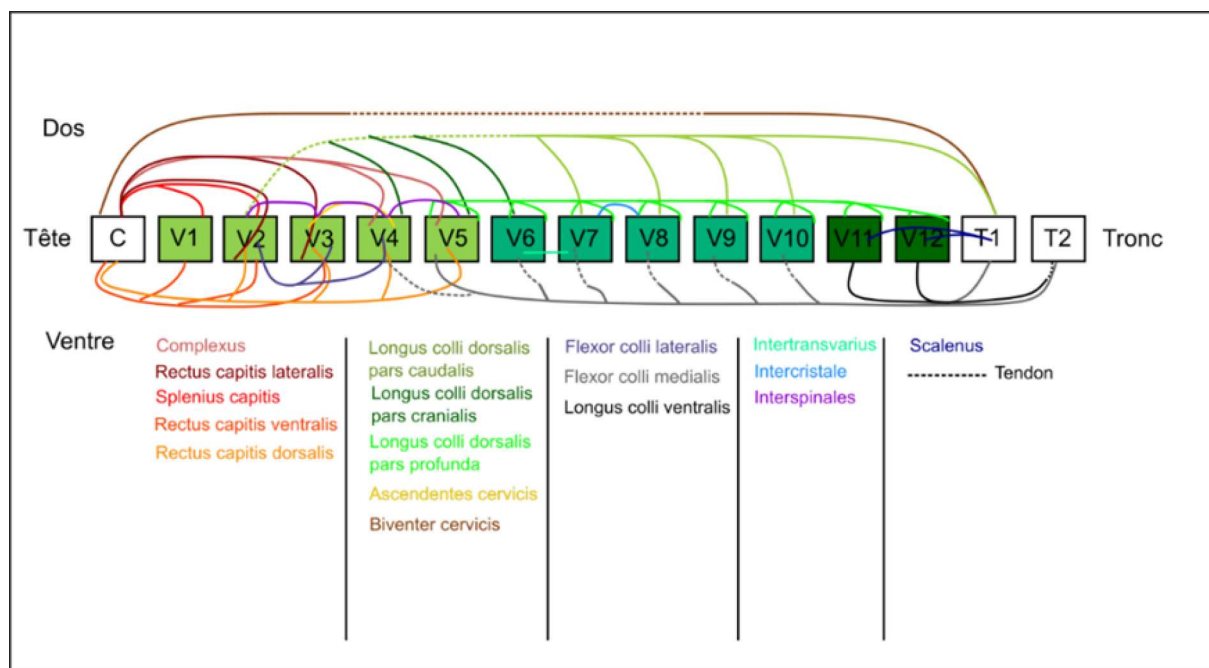 Dos
Tête C V1 V2 V3 V4 V5 V6 V7 V8 V9 V10 V11 V12 T1 T2 Tronc
Ventre
Complexus
Rectus capitis lateralis
Splenius capitis
Rectus capitis ventralis
Rectus capitis dorsalis
Longus colli dorsalis
pars caudalis
Longus colli dorsalis
pars cranialis
Longus colli dorsalis
pars profunda
Ascendentes cervicis
Biventer cervicis
Flexor colli lateralis
Flexor colli medialis
Longus colli ventralis
Intertransvarius
Intercristale
Interspinales
Scalenus
Tendon